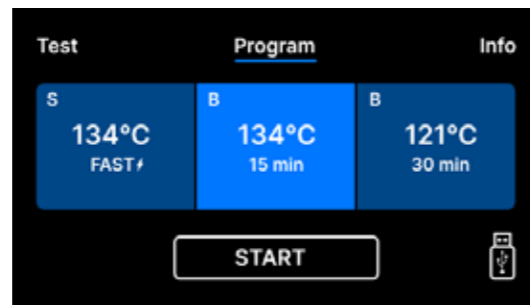 Test Program Info
S B B
134°C 134°C 121°C
FAST 15 min 30 min
START